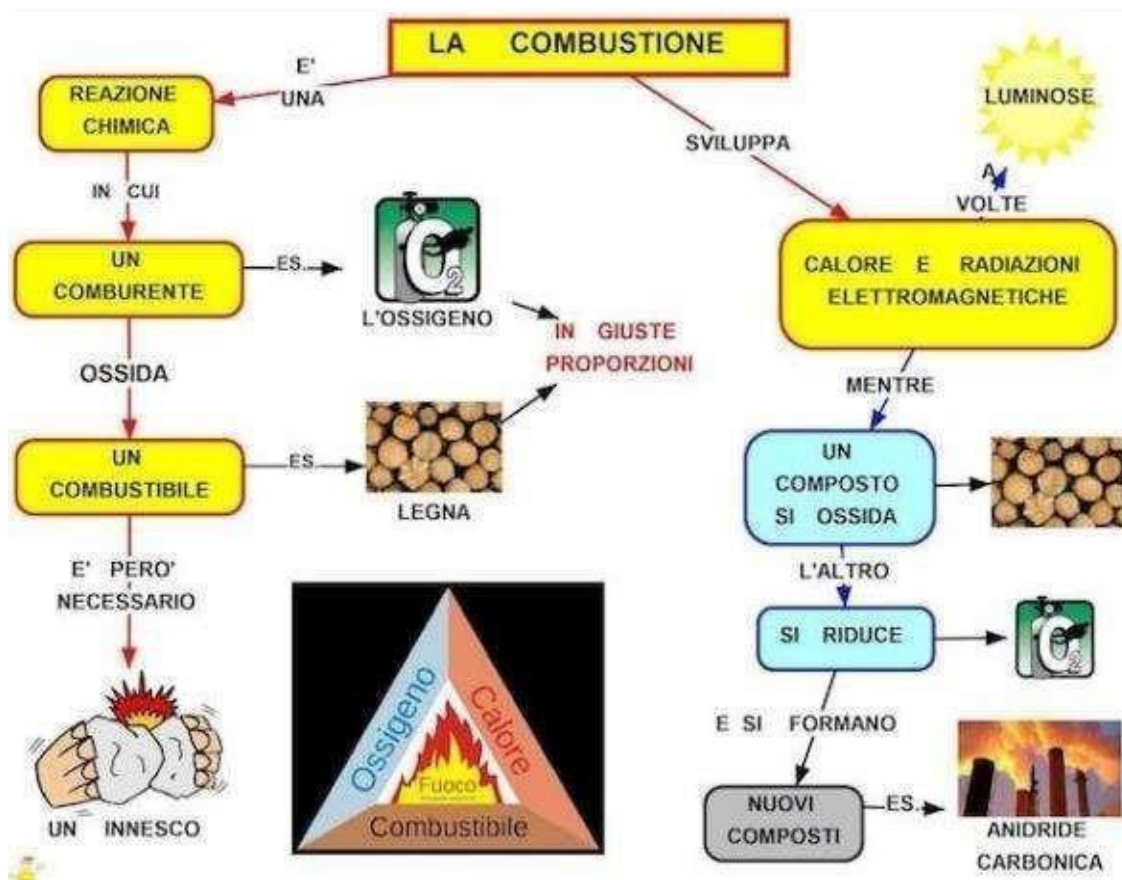 LA COMBUSTIONE
E'
UNA
REAZIONE
CHIMICA
IN CUI
UN
COMBURENTE
ES.
O2
L'OSSIGENO
OSSIDA
UN
COMBUSTIBILE
ES.
LEGNA
IN GIUSTE
PROPORZIONI
E' PERO'
NECESSARIO
UN INNESCO
Ossigeno
Calore
Fuoco
Combustibile
SVILUPPA
CALORE E RADIAZIONI
ELETTROMAGNETICHE
A
VOLTE
LUMINOSE
MENTRE
UN
COMPOSTO
SI OSSIDA
L'ALTRO
SI RIDUCE
O2
E SI FORMANO
NUOVI
COMPOSTI
ES.
ANIDRIDE
CARBONICA